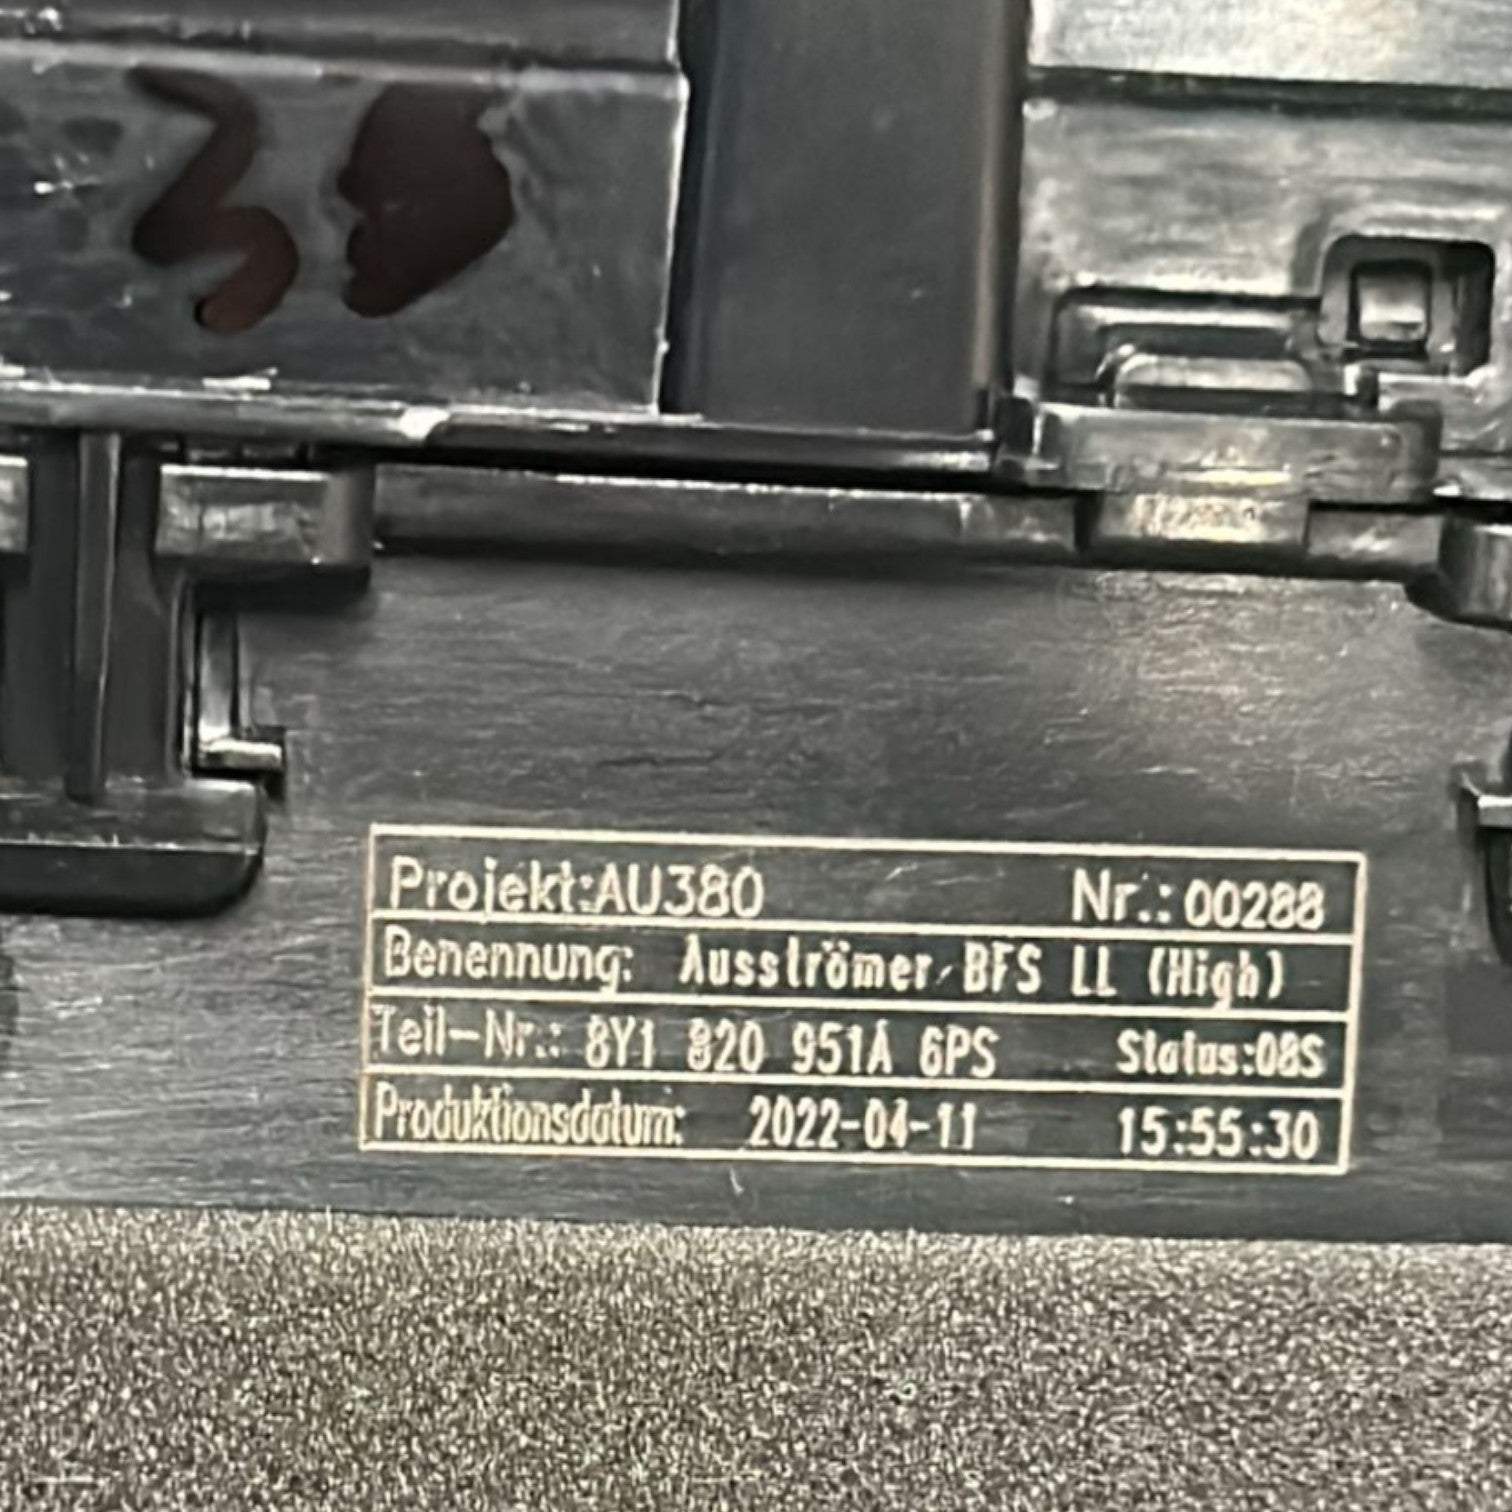 Projekt:AU380 Nr.: 00288
Benennung: Ausströmer BFS LL (High)
Teil-Nr.: 8Y1 820 951A 6PS Status:08S
Produktionsdatum: 2022-04-11 15:55:30